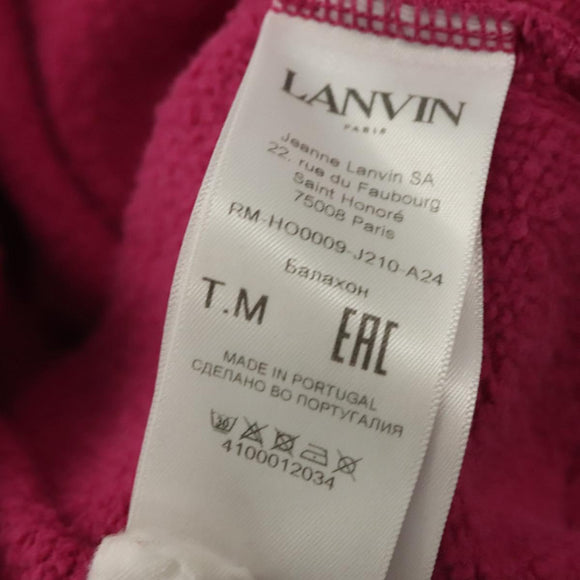 LANVIN
PARIS
Jeanne Lanvin SA
22, rue du Faubourg
Saint Honoré
75008 Paris
RM-HO0009-J210-A24
Балахон
T.M
EAC
MADE IN PORTUGAL
СДЕЛАНО ВО ПОРТУГАЛИЯ
4100012034